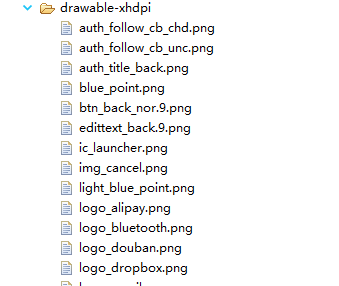 drawable-xhdpi
auth_follow_cb_chd.png
auth_follow_cb_unc.png
auth_title_back.png
blue_point.png
btn_back_nor.9.png
edittext_back.9.png
ic_launcher.png
img_cancel.png
light_blue_point.png
logo_alipay.png
logo_bluetooth.png
logo_douban.png
logo_dropbox.png